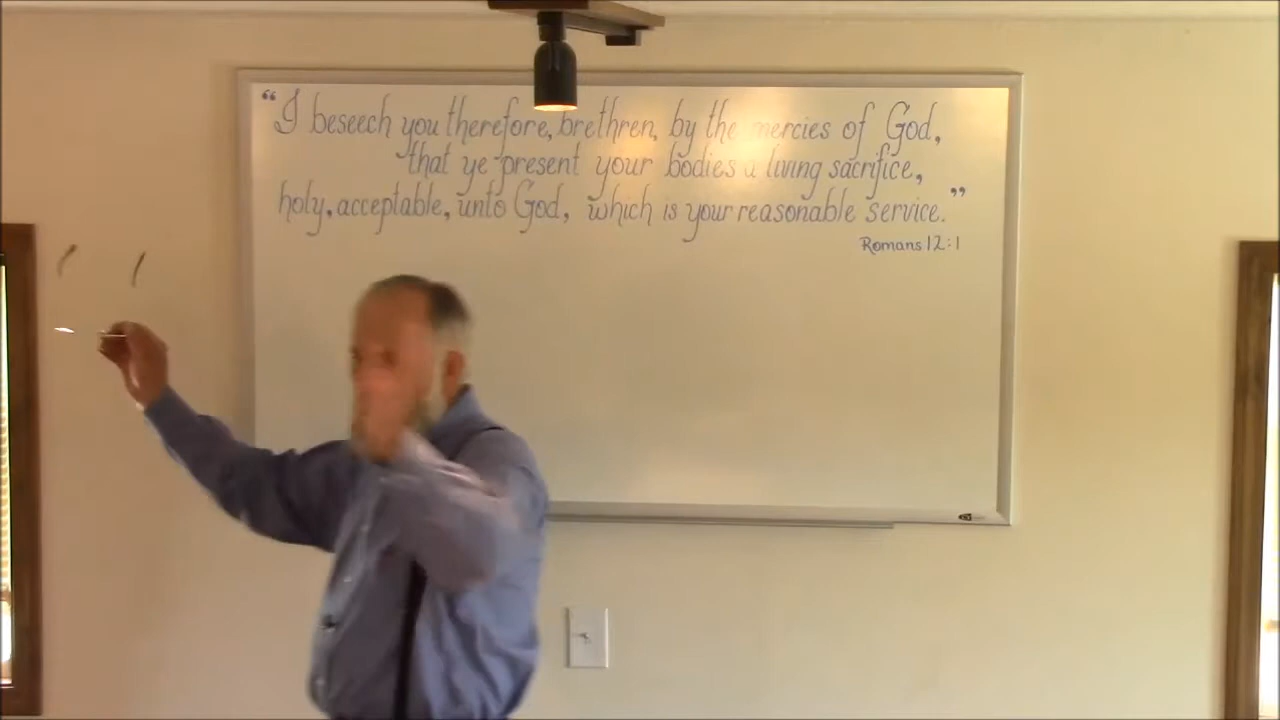 “I beseech you therefore, brethren, by the mercies of God,
that ye present your bodies a living sacrifice,
holy, acceptable, unto God, which is your reasonable service.”
Romans 12:1